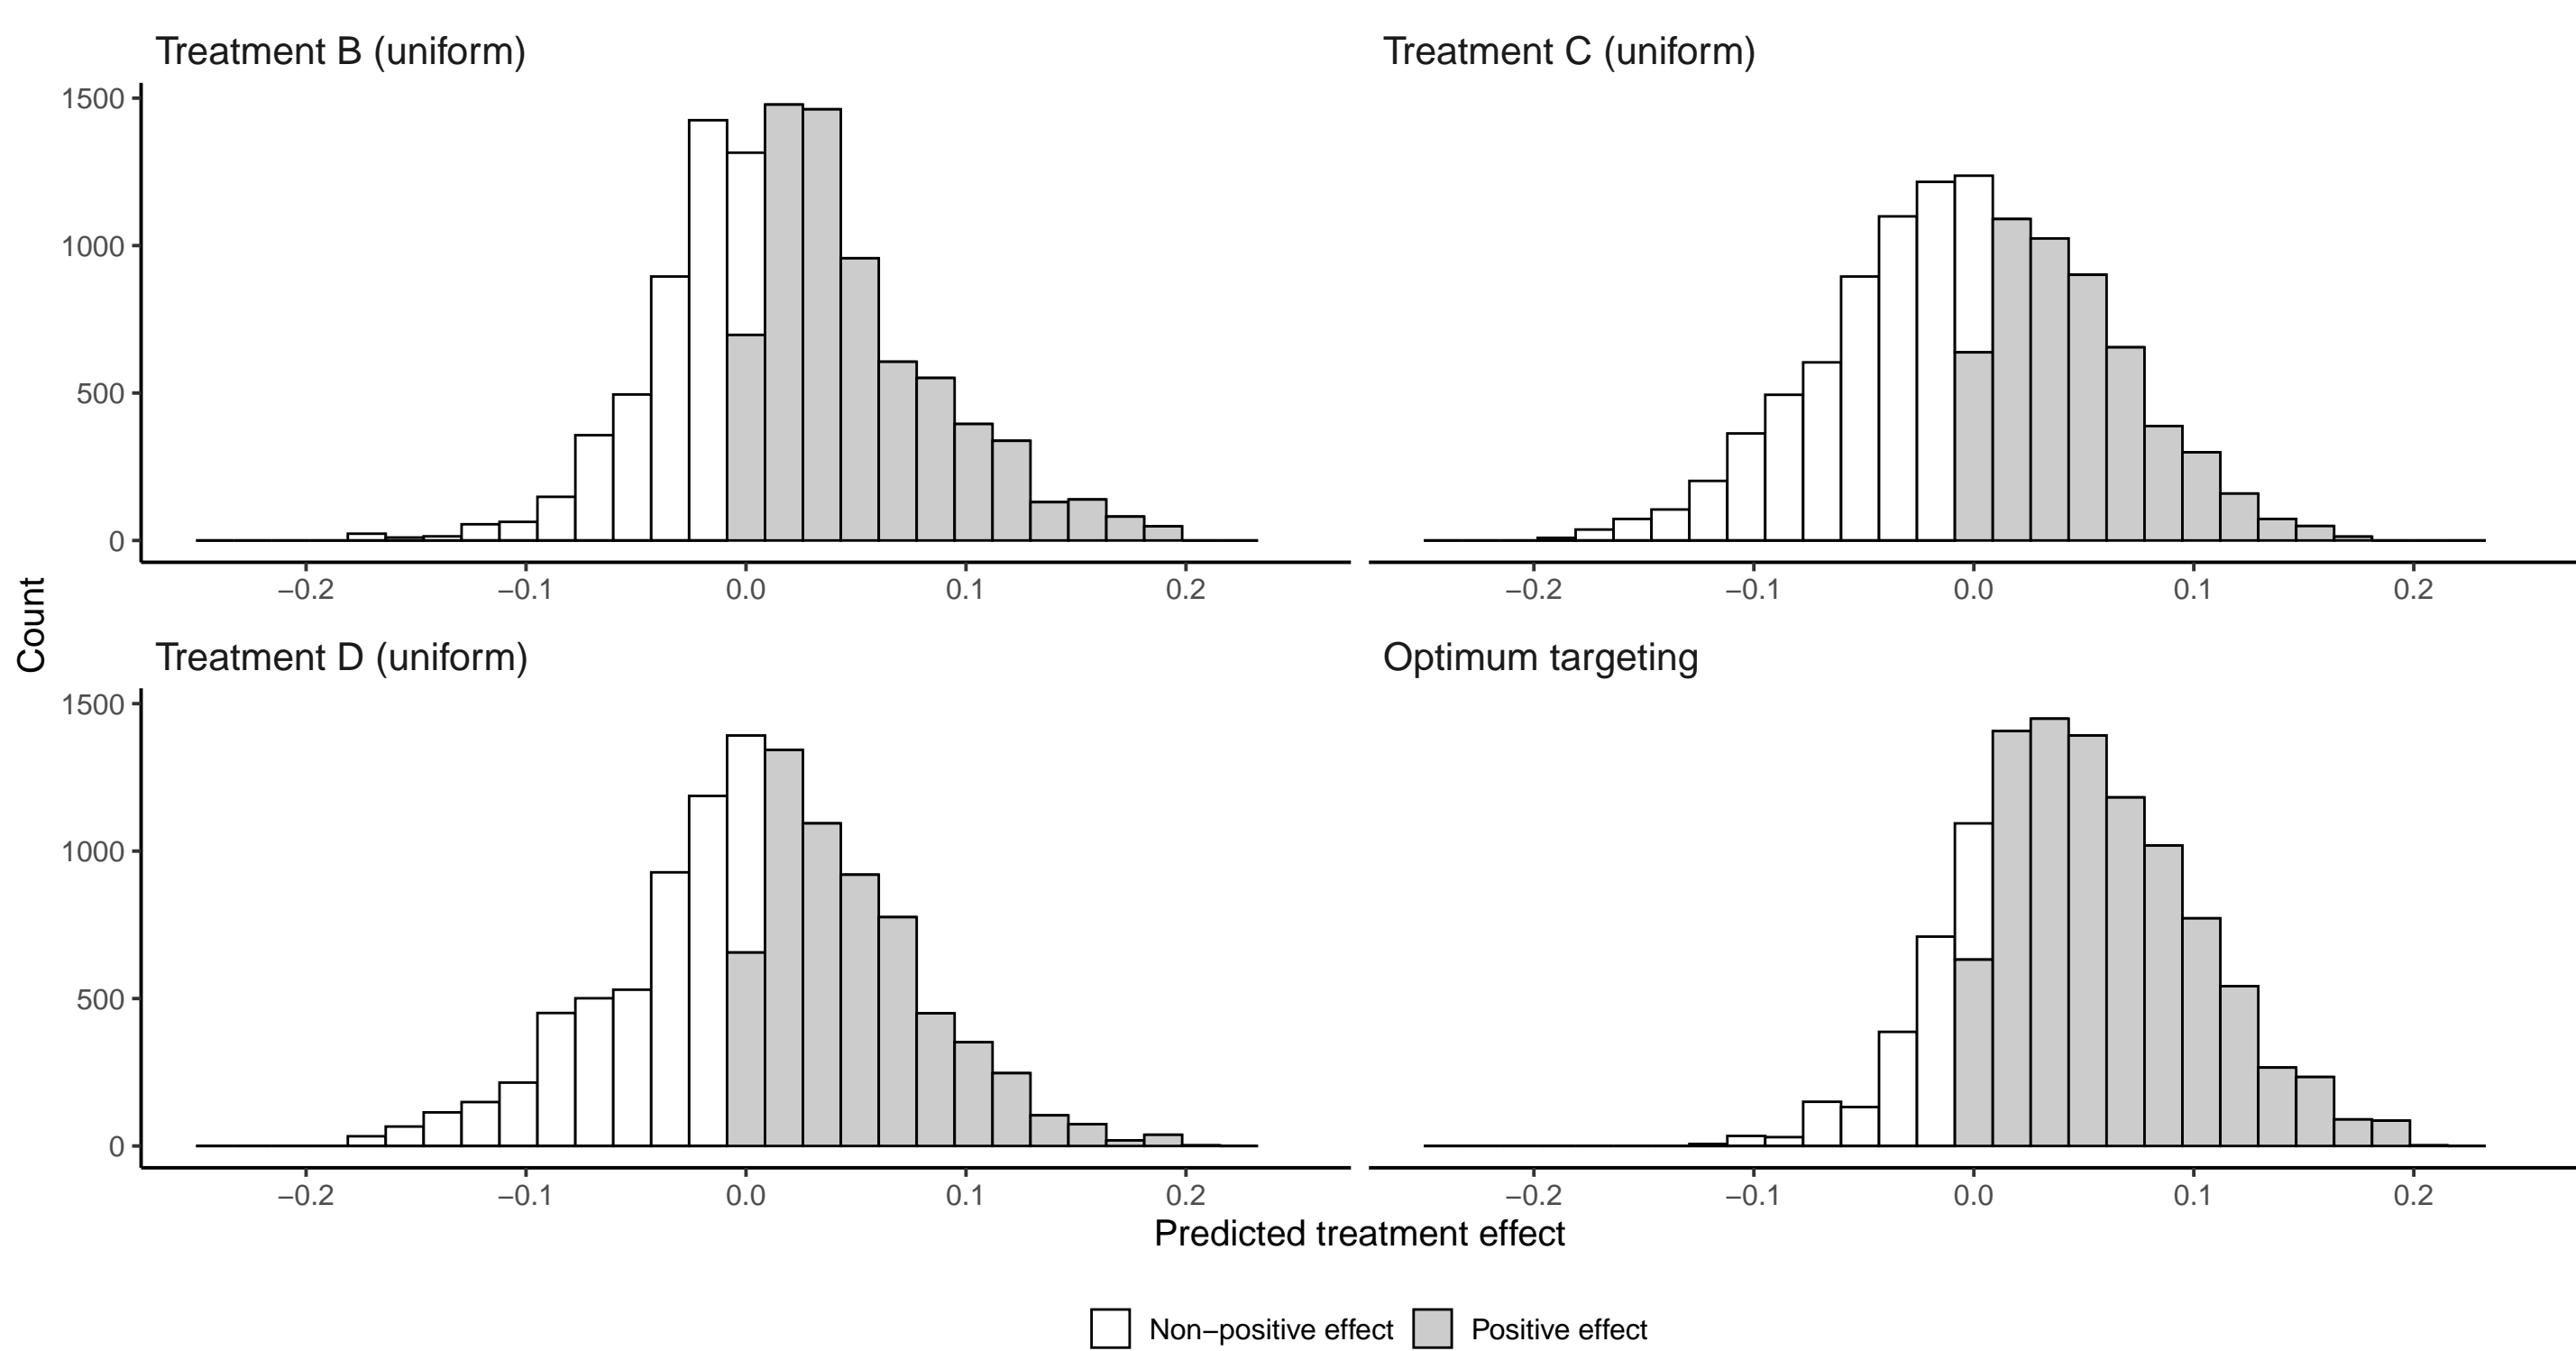 Treatment B (uniform)
Treatment C (uniform)
1500
1000
500
0
−0.2 −0.1 0.0 0.1 0.2
−0.2 −0.1 0.0 0.1 0.2
Count
Treatment D (uniform)
Optimum targeting
1500
1000
500
0
−0.2 −0.1 0.0 0.1 0.2
−0.2 −0.1 0.0 0.1 0.2
Predicted treatment effect
Non−positive effect Positive effect